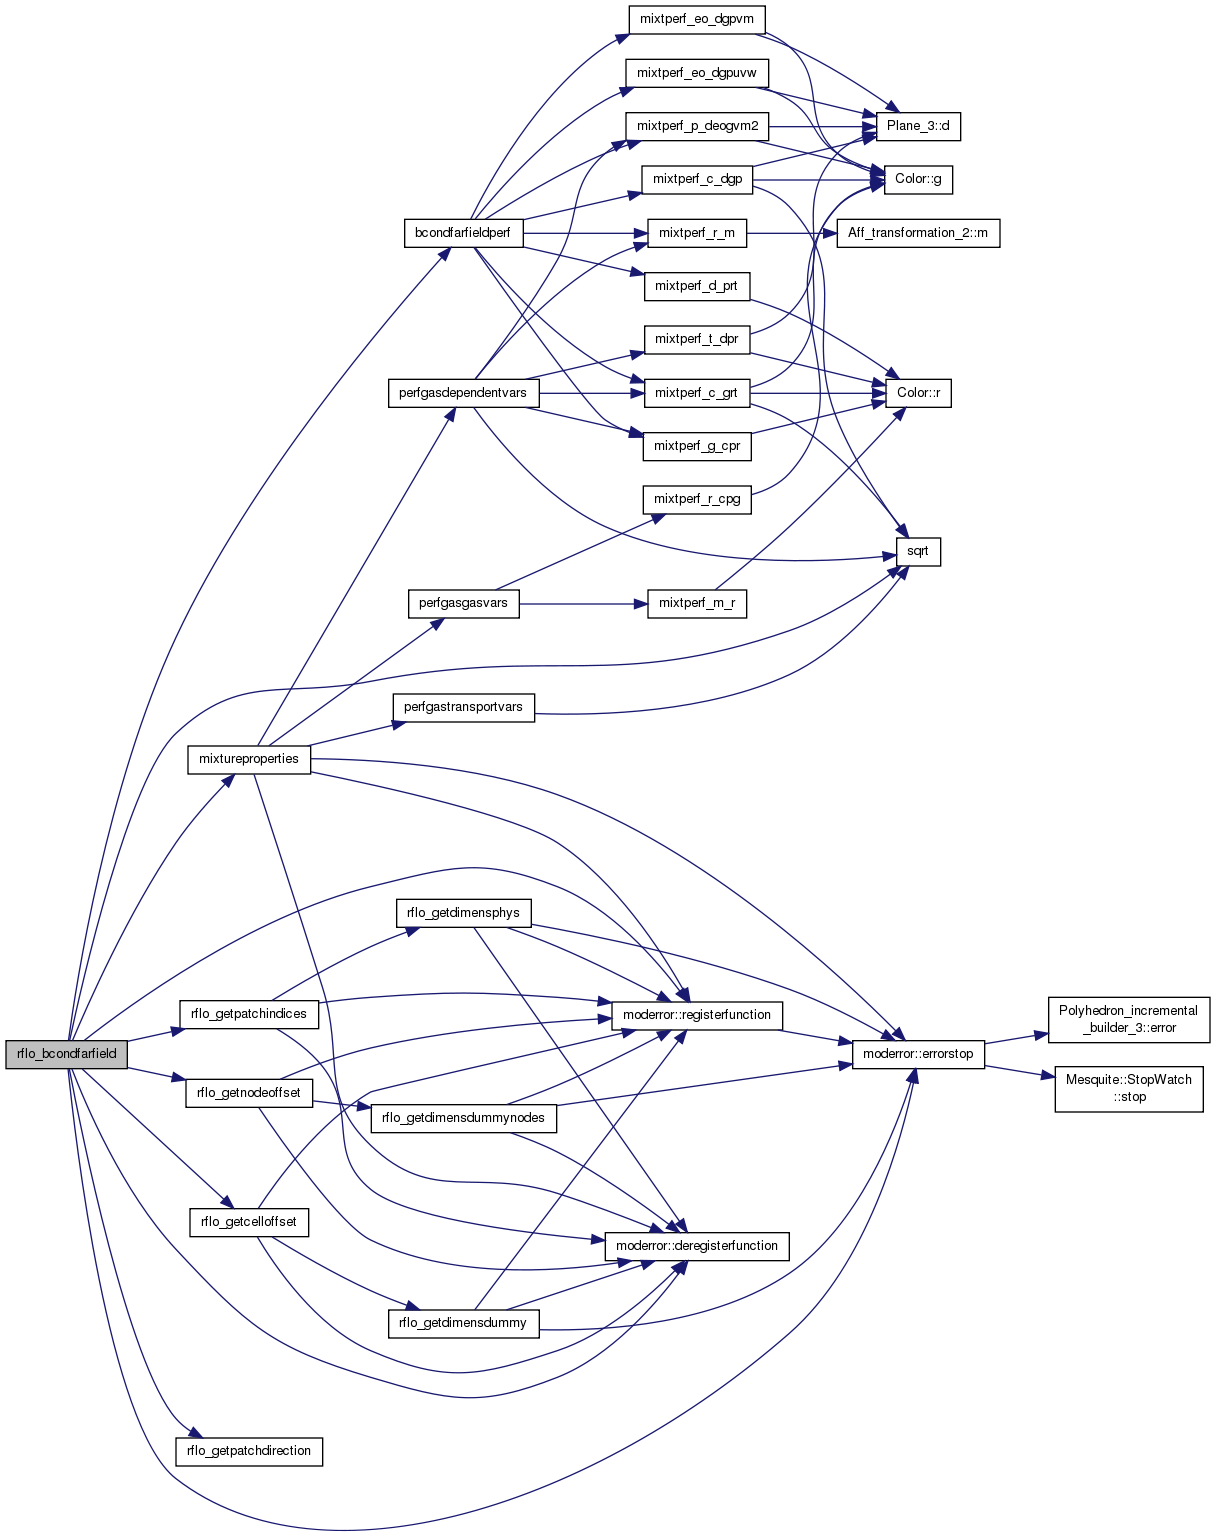 mixtperf_eo_dgpvm
mixtperf_eo_dgpuvw
mixtperf_p_deogvm2
Plane_3::d
mixtperf_c_dgp
Color::g
bcondfarfieldperf
mixtperf_r_m
Aff_transformation_2::m
mixtperf_d_prt
mixtperf_t_dpr
perfgasdependentvars
mixtperf_c_grt
Color::r
mixtperf_g_cpr
mixtperf_r_cpg
sqrt
perfgasgasvars
mixtperf_m_r
perfgastransportvars
mixtureproperties
rflo_getdimensphys
rflo_getpatchindices
moderror::registerfunction
Polyhedron_incremental
_builder_3::error
rflo_bcondfarfield
moderror::errorstop
Mesquite::StopWatch
::stop
rflo_getnodeoffset
rflo_getdimensdummynodes
rflo_getcelloffset
moderror::deregisterfunction
rflo_getdimensdummy
rflo_getpatchdirection